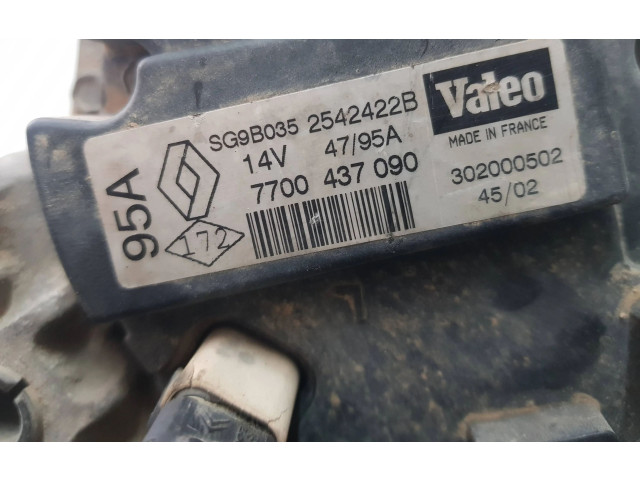 95A
SG9B035 2542422B
14V 47/95A
7700 437 090
172
Valeo
MADE IN FRANCE
302000502
45/02